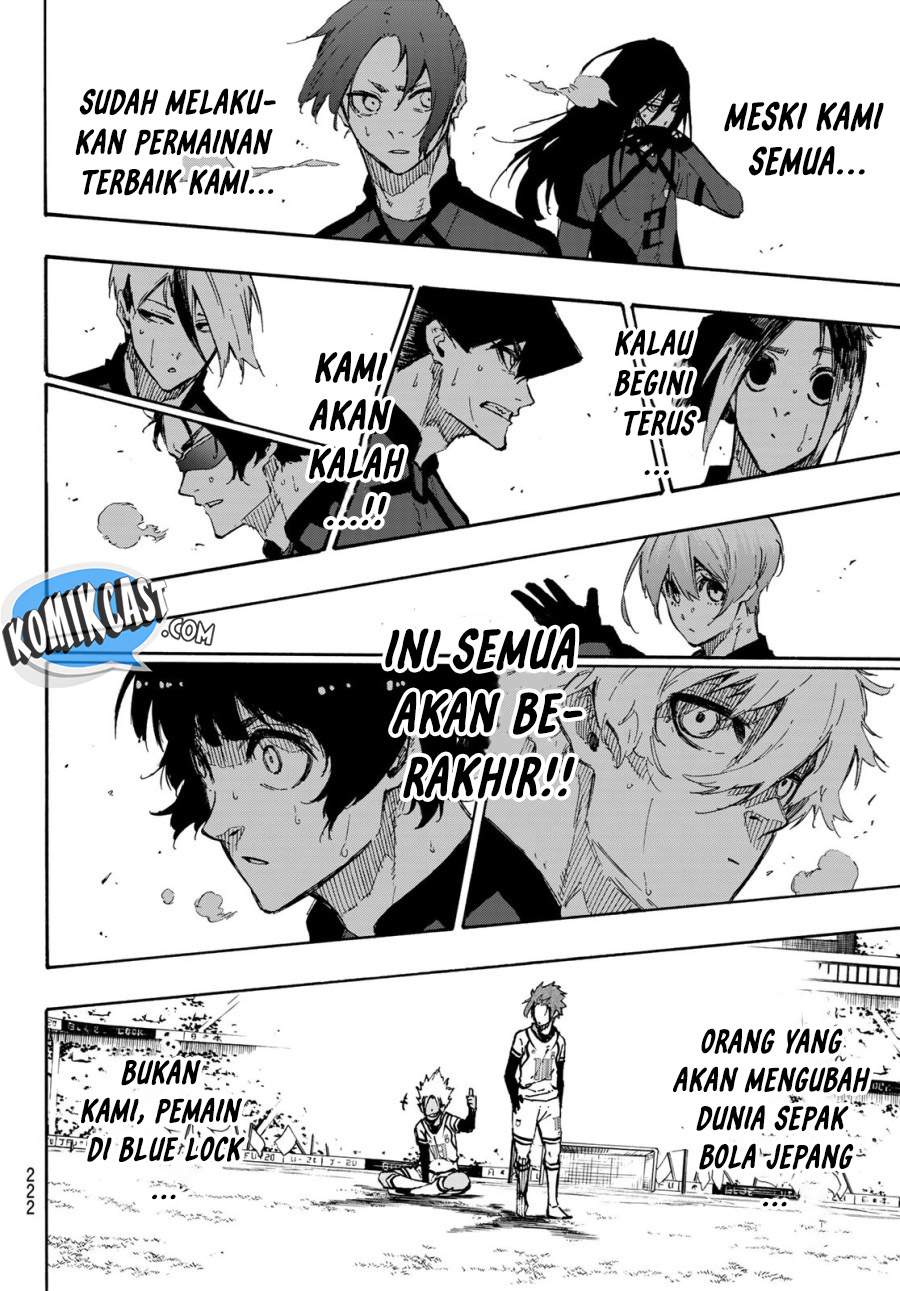 MESKI KAMI
SEMUA...
SUDAH MELAKU-
KAN PERMAINAN
TERBAIK KAMI...
2
KALAU
BEGINI
TERUS
...
KAMI
AKAN
KALAH
....!!
KOMIKCAST
.COM
INI SEMUA
AKAN BE-
RAKHIR!!
ORANG YANG
AKAN MENGUBAH
DUNIA SEPAK
BOLA JEPANG
...
BUKAN
KAMI, PEMAIN
DI BLUE LOCK
...
222